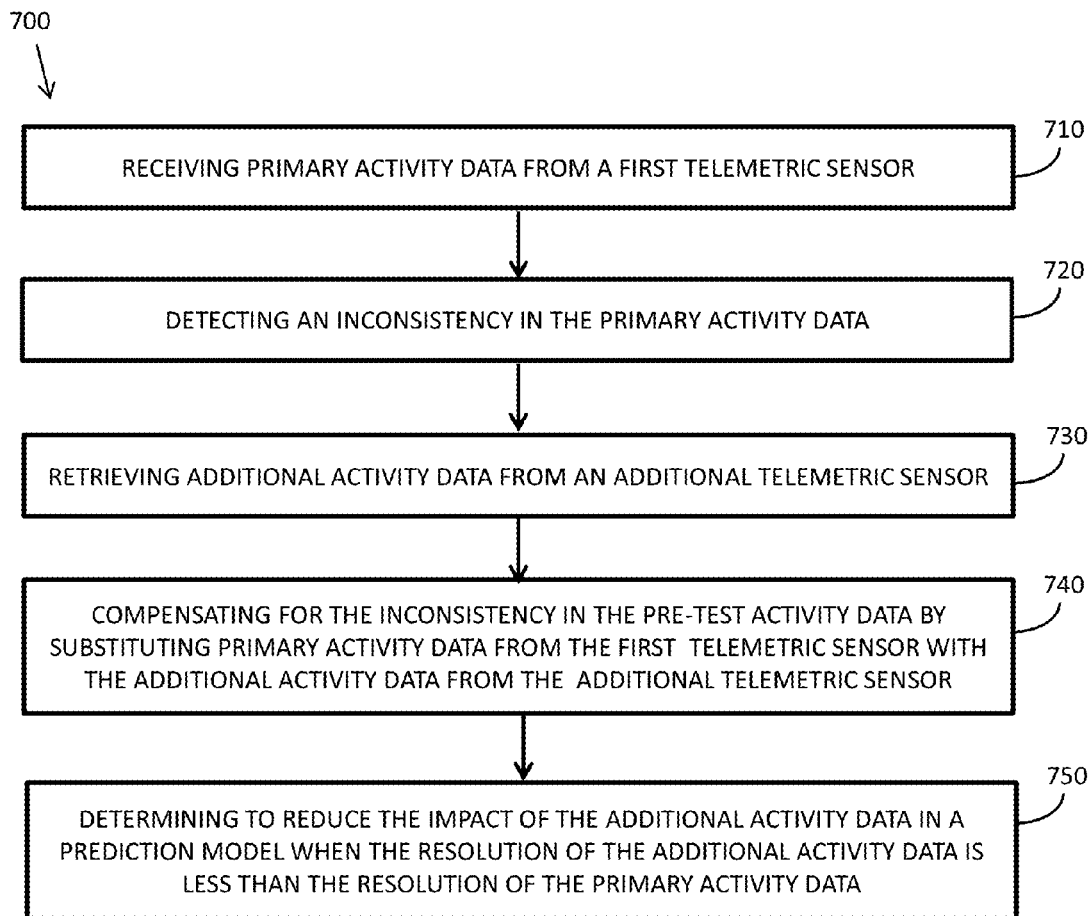 700
710
RECEIVING PRIMARY ACTIVITY DATA FROM A FIRST TELEMETRIC SENSOR
720
DETECTING AN INCONSISTENCY IN THE PRIMARY ACTIVITY DATA
730
RETRIEVING ADDITIONAL ACTIVITY DATA FROM AN ADDITIONAL TELEMETRIC SENSOR
740
COMPENSATING FOR THE INCONSISTENCY IN THE PRE-TEST ACTIVITY DATA BY
SUBSTITUTING PRIMARY ACTIVITY DATA FROM THE FIRST TELEMETRIC SENSOR WITH
THE ADDITIONAL ACTIVITY DATA FROM THE ADDITIONAL TELEMETRIC SENSOR
750
DETERMINING TO REDUCE THE IMPACT OF THE ADDITIONAL ACTIVITY DATA IN A
PREDICTION MODEL WHEN THE RESOLUTION OF THE ADDITIONAL ACTIVITY DATA IS
LESS THAN THE RESOLUTION OF THE PRIMARY ACTIVITY DATA